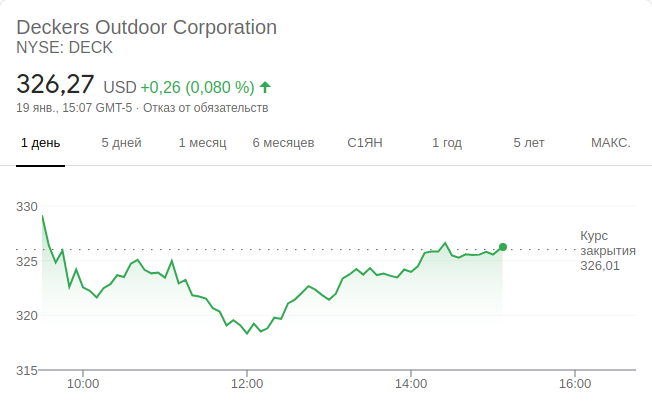 Deckers Outdoor Corporation
NYSE: DECK
326,27 USD +0,26 (0,080 %)
19 янв., 15:07 GMT-5 · Отказ от обязательств
1 день 5 дней 1 месяц 6 месяцев С1ЯН 1 год 5 лет МАКС.
330
Курс
закрытия
326,01
325
320
315
10:00 12:00 14:00 16:00